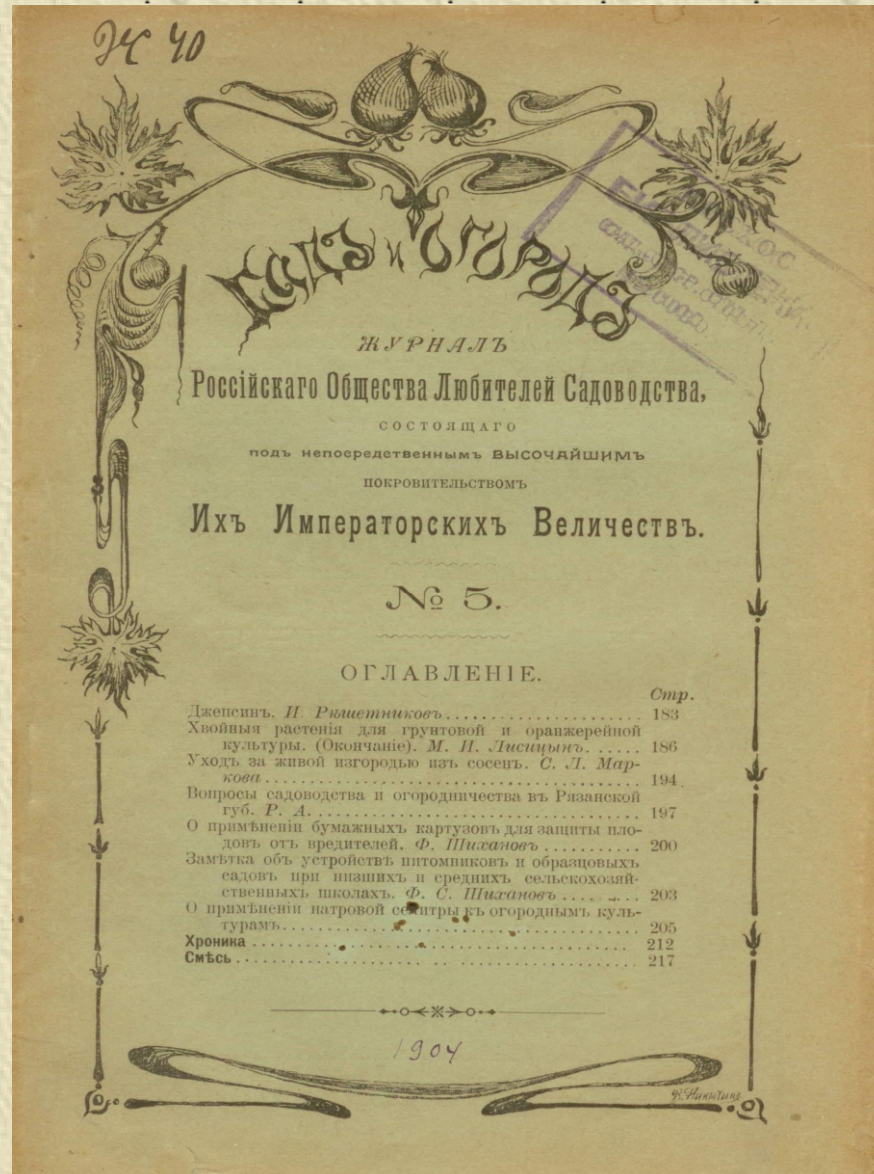 Ж 40
САДЪ и ОГОРОДЪ
ЖУРНАЛЪ
Россійскаго Общества Любителей Садоводства,
СОСТОЯЩАГО
ПОДЪ НЕПОСРЕДСТВЕННЫМЪ ВЫСОЧАЙШИМЪ
ПОКРОВИТЕЛЬСТВОМЪ
Ихъ Императорскихъ Величествъ.
№ 5.
ОГЛАВЛЕНІЕ.
Стр.
Джепсинъ. И. Рѣшетниковъ . . . . . . . . . . . . . . . . . . . . . . 183
Хвойныя растенія для грунтовой и оранжерейной
культуры. (Окончаніе). М. И. Лисицынъ. . . . . . 186
Уходъ за живой изгородью изъ сосенъ. С. Л. Мар-
кова . . . . . . . . . . . . . . . . . . . . . . . . . . . . . . . . . . 194
Вопросы садоводства и огородничества въ Рязанской
губ. Р. А. . . . . . . . . . . . . . . . . . . . . . . . . . . . . . . 197
О примѣненіи бумажныхъ картузовъ для защиты пло-
довъ отъ вредителей. Ф. Шихановъ . . . . . . . . . . 200
Замѣтка объ устройствѣ питомниковъ и образцовыхъ
садовъ при низшихъ и среднихъ сельскохозяй-
ственныхъ школахъ. Ф. С. Шихановъ . . . . . . . . 203
О примѣненіи натровой селитры къ огороднымъ куль-
турамъ. . . . . . . . . . . . . . . . . . . . . . . . . . . . . . . . . 205
Хроника . . . . . . . . . . . . . . . . . . . . . . . . . . . . . . . . . . . 212
Смѣсь . . . . . . . . . . . . . . . . . . . . . . . . . . . . . . . . . . . . . 217
1904